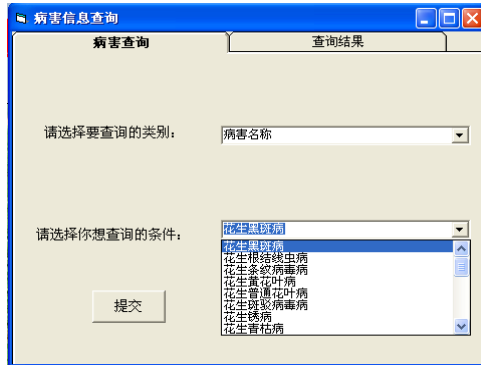 病害信息查询
病害查询 查询结果
请选择要查询的类别： 病害名称
请选择你想查询的条件： 花生黑斑病
花生黑斑病
花生根结线虫病
花生条纹病毒病
花生黄花叶病
花生普通花叶病
花生斑驳病毒病
花生锈病
花生青枯病
提交